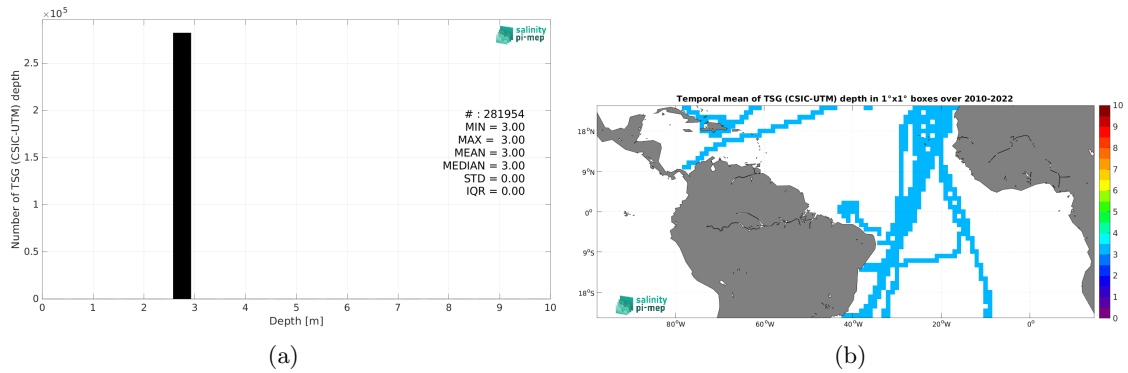 ×10⁵
salinity
pi-mep
2.5
2
1.5
1
0.5
0
Number of TSG (CSIC-UTM) depth
# : 281954
MIN = 3.00
MAX = 3.00
MEAN = 3.00
MEDIAN = 3.00
STD = 0.00
IQR = 0.00
0 1 2 3 4 5 6 7 8 9 10
Depth [m]
(a)
Temporal mean of TSG (CSIC-UTM) depth in 1°x1° boxes over 2010-2022
18°N
9°N
0°
9°S
18°S
80°W 60°W 40°W 20°W 0°
salinity
pi-mep
10
9
8
7
6
5
4
3
2
1
0
(b)